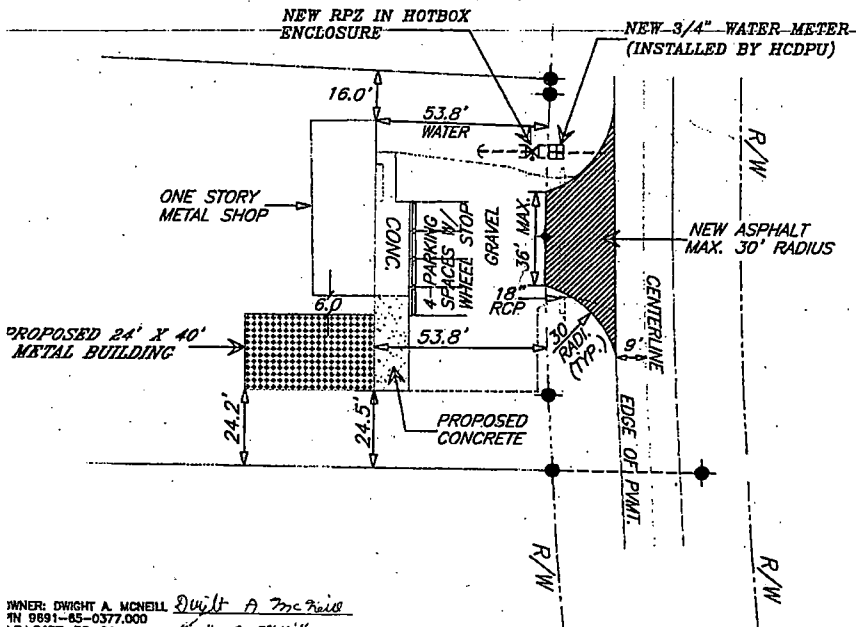 NEW RPZ IN HOTBOX
ENCLOSURE
NEW 3/4" WATER METER
(INSTALLED BY HCDPU)
16.0'
53.8'
WATER
R/W
ONE STORY
METAL SHOP
CONC.
4-PARKING
SPACES W/
WHEEL STOP
GRAVEL
36' MAX.
NEW ASPHALT
MAX. 30' RADIUS
CENTERLINE
18"
RCP
6.0
PROPOSED 24' X 40'
METAL BUILDING
53.8'
30'
RADI.
(TYP.)
9'
24.2'
24.5'
PROPOSED
CONCRETE
EDGE OF PVMT.
R/W
R/W
WNER: DWIGHT A. MCNEILL Dwight A McNeill
IN 9691-65-0377.000